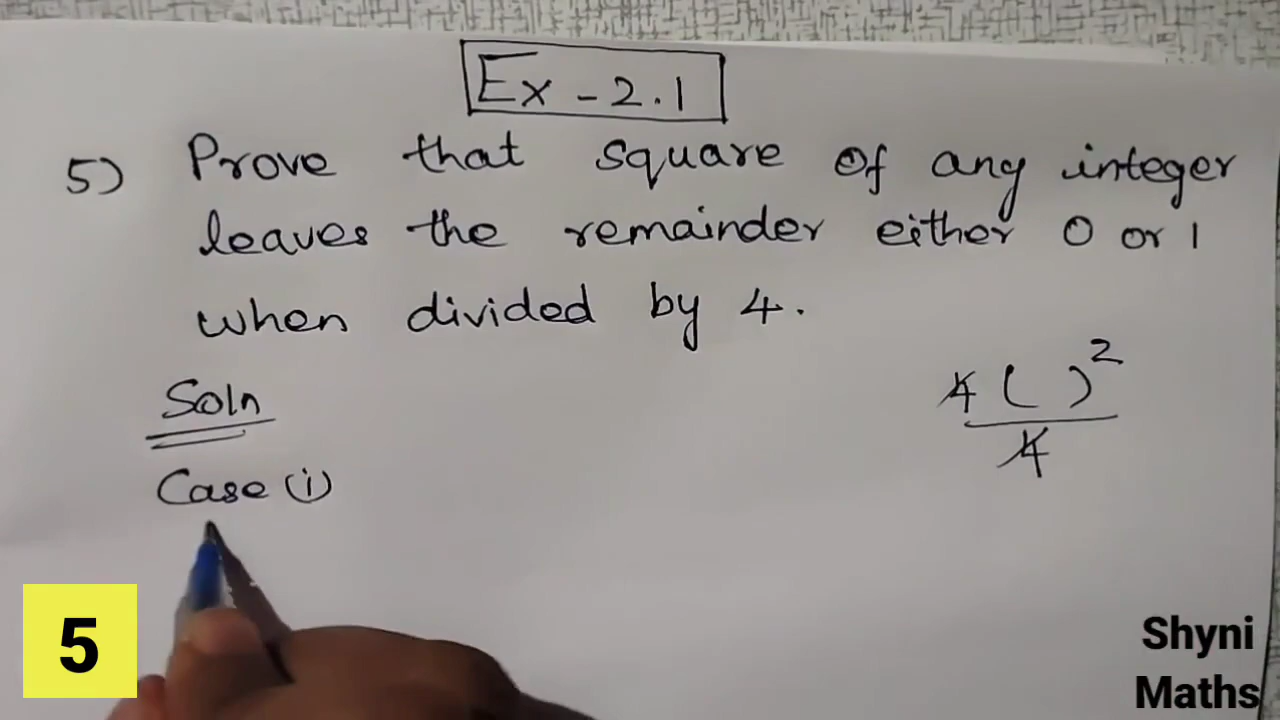 Ex - 2.1
5) Prove that square of any integer
leaves the remainder either 0 or 1
when divided by 4.
Soln
4( )²
4
Case (i)
5
Shyni
Maths